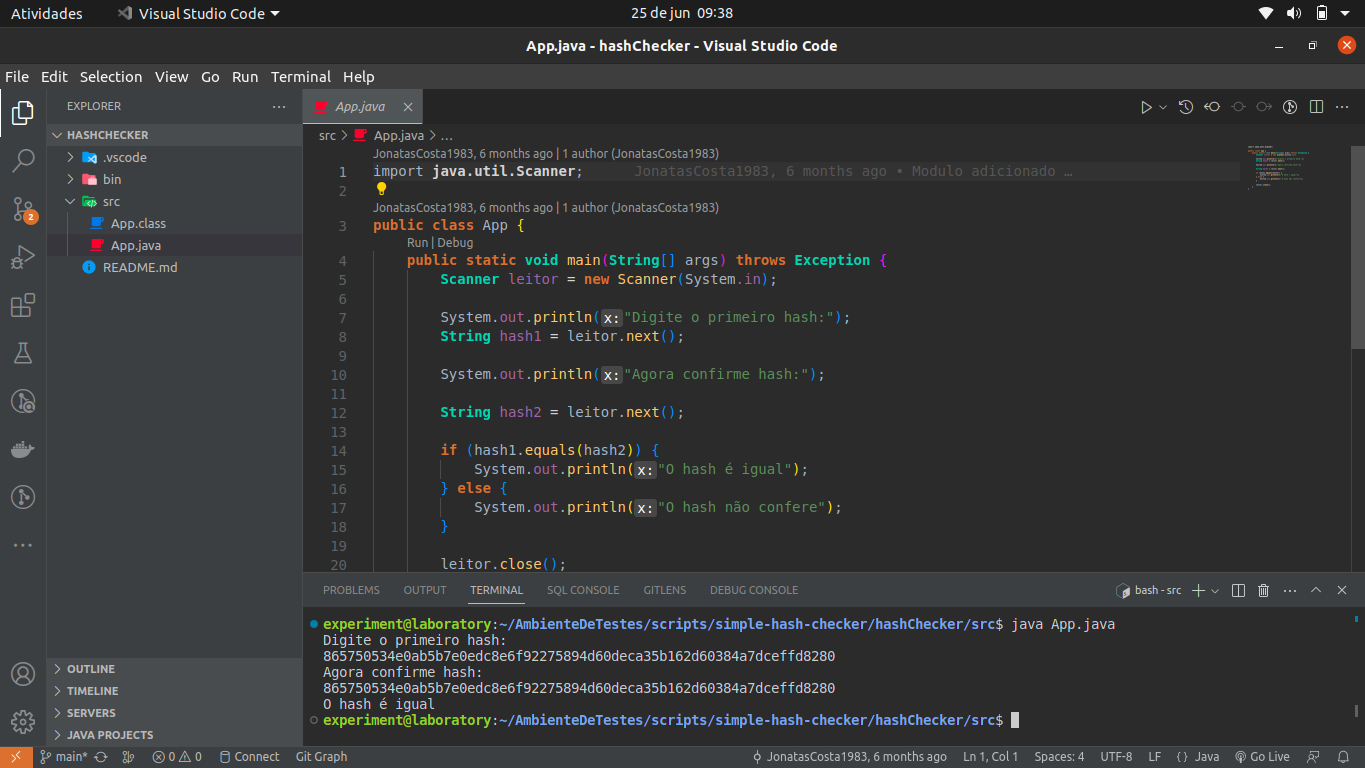 Atividades
Visual Studio Code
25 de jun 09:38
App.java - hashChecker - Visual Studio Code
File Edit Selection View Go Run Terminal Help
EXPLORER
HASHCHECKER
.vscode
bin
src
App.class
App.java
README.md
2
OUTLINE
TIMELINE
SERVERS
JAVA PROJECTS
App.java
src > App.java > ...
JonatasCosta1983, 6 months ago | 1 author (JonatasCosta1983)
1 import java.util.Scanner; JonatasCosta1983, 6 months ago • Modulo adicionado …
2
JonatasCosta1983, 6 months ago | 1 author (JonatasCosta1983)
3 public class App {
Run | Debug
4 public static void main(String[] args) throws Exception {
5 Scanner leitor = new Scanner(System.in);
6
7 System.out.println(x:"Digite o primeiro hash:");
8 String hash1 = leitor.next();
9
10 System.out.println(x:"Agora confirme hash:");
11
12 String hash2 = leitor.next();
13
14 if (hash1.equals(hash2)) {
15 System.out.println(x:"O hash é igual");
16 } else {
17 System.out.println(x:"O hash não confere");
18 }
19
20 leitor.close();
PROBLEMS OUTPUT TERMINAL SQL CONSOLE GITLENS DEBUG CONSOLE
bash - src
experiment@laboratory:~/AmbienteDeTestes/scripts/simple-hash-checker/hashChecker/src$ java App.java
Digite o primeiro hash:
865750534e0ab5b7e0edc8e6f92275894d60deca35b162d60384a7dceffd8280
Agora confirme hash:
865750534e0ab5b7e0edc8e6f92275894d60deca35b162d60384a7dceffd8280
O hash é igual
experiment@laboratory:~/AmbienteDeTestes/scripts/simple-hash-checker/hashChecker/src$
main* 0 0 Connect Git Graph JonatasCosta1983, 6 months ago Ln 1, Col 1 Spaces: 4 UTF-8 LF {} Java Go Live